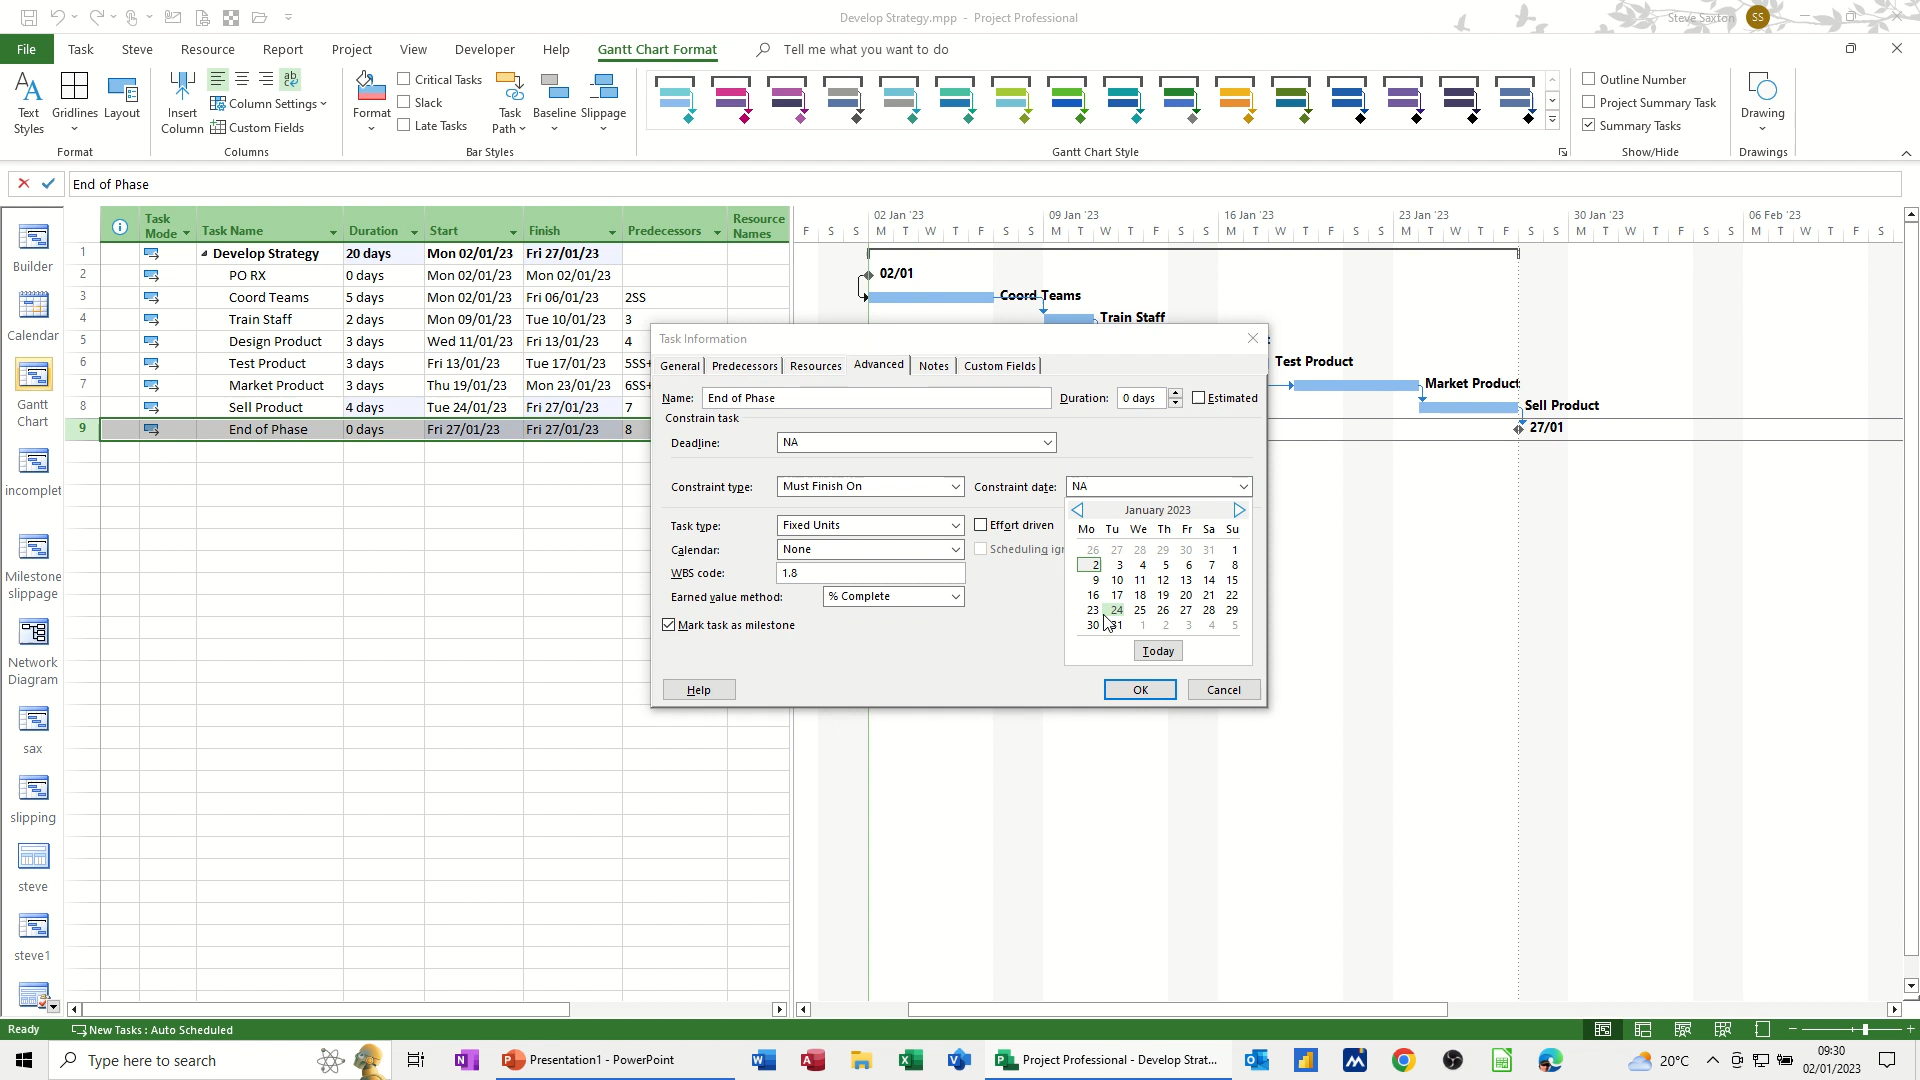 Develop Strategy.mpp - Project Professional
Steve Saxton SS
File Task Steve Resource Report Project View Developer Help Gantt Chart Format Tell me what you want to do
Text Styles
Gridlines
Layout
Format
Insert Column
Column Settings
Custom Fields
Columns
Format
Critical Tasks
Slack
Late Tasks
Task Path
Baseline
Slippage
Bar Styles
Gantt Chart Style
Outline Number
Project Summary Task
Summary Tasks
Show/Hide
Drawing
Drawings
End of Phase
Builder
Calendar
Gantt Chart
incomplet
Milestone slippage
Network Diagram
sax
slipping
steve
steve1
Task Mode Task Name Duration Start Finish Predecessors Resource Names
1 Develop Strategy 20 days Mon 02/01/23 Fri 27/01/23
2 PO RX 0 days Mon 02/01/23 Mon 02/01/23
3 Coord Teams 5 days Mon 02/01/23 Fri 06/01/23 2SS
4 Train Staff 2 days Mon 09/01/23 Tue 10/01/23 3
5 Design Product 3 days Wed 11/01/23 Fri 13/01/23 4
6 Test Product 3 days Fri 13/01/23 Tue 17/01/23 5SS+
7 Market Product 3 days Thu 19/01/23 Mon 23/01/23 6SS+
8 Sell Product 4 days Tue 24/01/23 Fri 27/01/23 7
9 End of Phase 0 days Fri 27/01/23 Fri 27/01/23 8
02 Jan '23 09 Jan '23 16 Jan '23 23 Jan '23 30 Jan '23 06 Feb '23
F S S M T W T F S S M T W T F S S M T W T F S S M T W T F S S M T W T F S S M T W T F S
02/01
Coord Teams
Train Staff
Test Product
Market Product
Sell Product
27/01
Task Information
General Predecessors Resources Advanced Notes Custom Fields
Name: End of Phase Duration: 0 days Estimated
Constrain task
Deadline: NA
Constraint type: Must Finish On Constraint date: NA
Task type: Fixed Units Effort driven
Calendar: None Scheduling ign
WBS code: 1.8
Earned value method: % Complete
Mark task as milestone
January 2023
Mo Tu We Th Fr Sa Su
26 27 28 29 30 31 1
2 3 4 5 6 7 8
9 10 11 12 13 14 15
16 17 18 19 20 21 22
23 24 25 26 27 28 29
30 31 1 2 3 4 5
Today
Help OK Cancel
Ready New Tasks : Auto Scheduled
Type here to search
Presentation1 - PowerPoint
Project Professional - Develop Strat...
20°C
09:30
02/01/2023